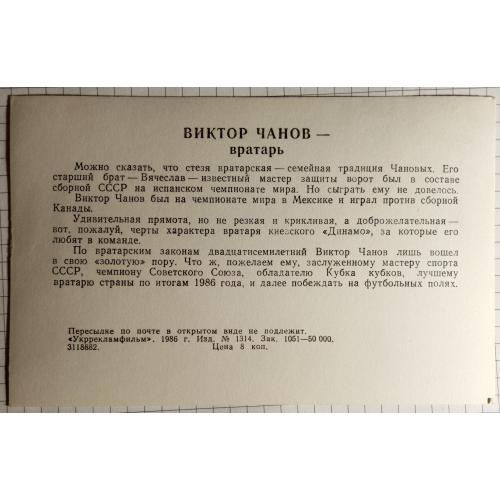 ВИКТОР ЧАНОВ —
вратарь
Можно сказать, что стезя вратарская — семейная традиция Чановых. Его
старший брат — Вячеслав — известный мастер защиты ворот был в составе
сборной СССР на испанском чемпионате мира. Но сыграть ему не довелось.
Виктор Чанов был на чемпионате мира в Мексике и играл против сборной
Канады.
Удивительная прямота, но не резкая и крикливая, а доброжелательная —
вот, пожалуй, черты характера вратаря киевского «Динамо», за которые его
любят в команде.
По вратарским законам двадцатисемилетний Виктор Чанов лишь вошел
в свою «золотую» пору. Что ж, пожелаем ему, заслуженному мастеру спорта
СССР, чемпиону Советского Союза, обладателю Кубка кубков, лучшему
вратарю страны по итогам 1986 года, и далее побеждать на футбольных полях.
Пересылке по почте в открытом виде не подлежит.
«Укррекламфильм». 1986 г. Изд. № 1314. Зак. 1051—50 000.
3118882. Цена 8 коп.